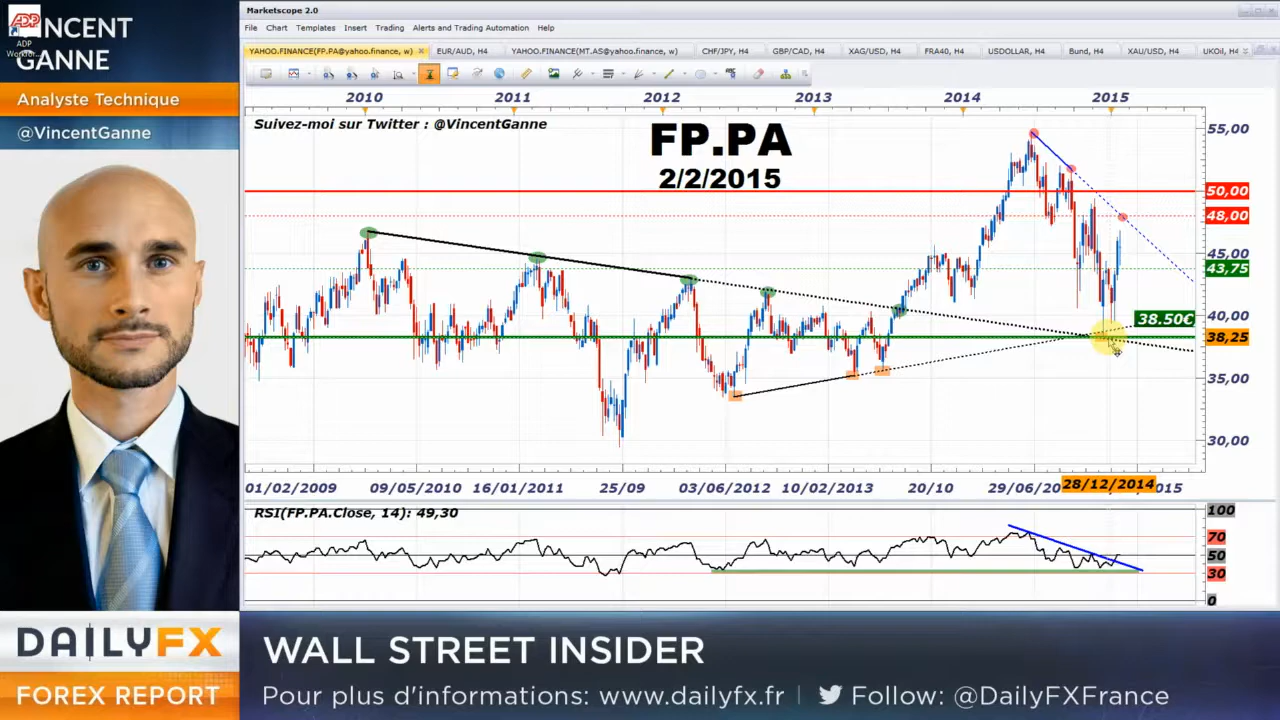 VINCENT
GANNE
ADP
Analyste Technique
@VincentGanne
Marketscope 2.0
File Chart Templates Insert Trading Alerts and Trading Automation Help
YAHOO.FINANCE(FP.PA@yahoo.finance, w) EUR/AUD, H4 YAHOO.FINANCE(MT.AS@yahoo.finance, w) CHF/JPY, H4 GBP/CAD, H4 XAG/USD, H4 FRA40, H4 USDOLLAR, H4 Bund, H4 XAU/USD, H4 UKOil, H4
2010 2011 2012 2013 2014 2015
Suivez-moi sur Twitter : @VincentGanne
FP.PA
2/2/2015
55,00
50,00
48,00
45,00
43,75
40,00
38.50€
38,25
35,00
30,00
01/02/2009 09/05/2010 16/01/2011 25/09 03/06/2012 10/02/2013 20/10 29/06/20 28/12/2014 015
RSI(FP.PA.Close, 14): 49,30
100
70
50
30
0
DAILYFX
FOREX REPORT
WALL STREET INSIDER
Pour plus d'informations: www.dailyfx.fr | Follow: @DailyFXFrance